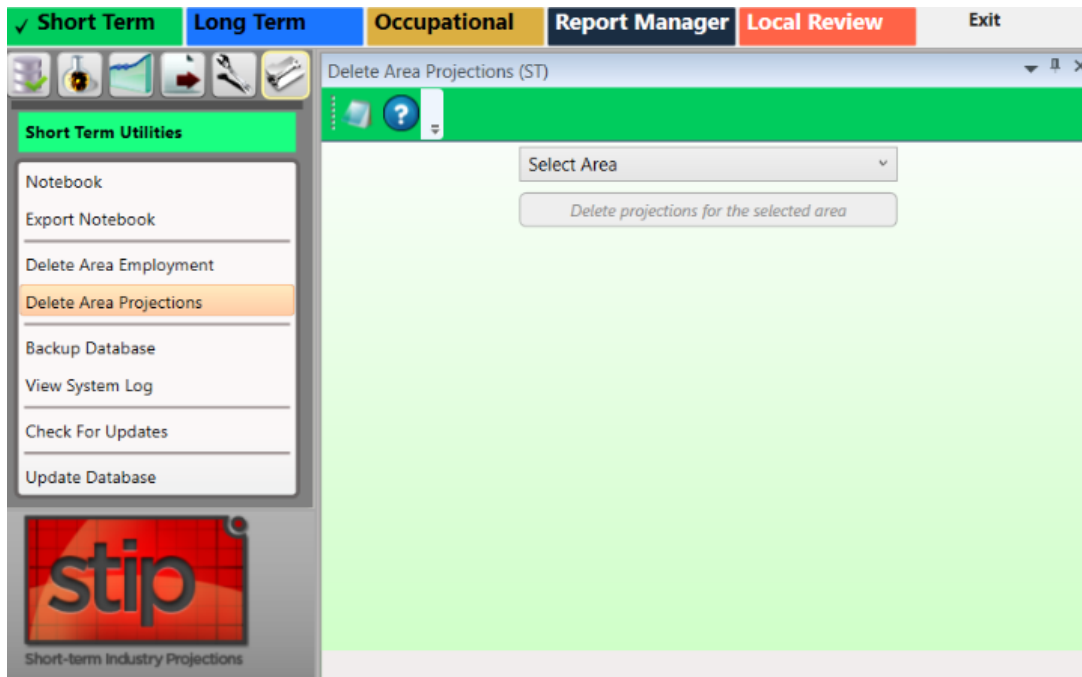 ✓ Short Term
Long Term
Occupational
Report Manager
Local Review
Exit
Delete Area Projections (ST)
?
Short Term Utilities
Select Area
Delete projections for the selected area
Notebook
Export Notebook
Delete Area Employment
Delete Area Projections
Backup Database
View System Log
Check For Updates
Update Database
stip
Short-term Industry Projections